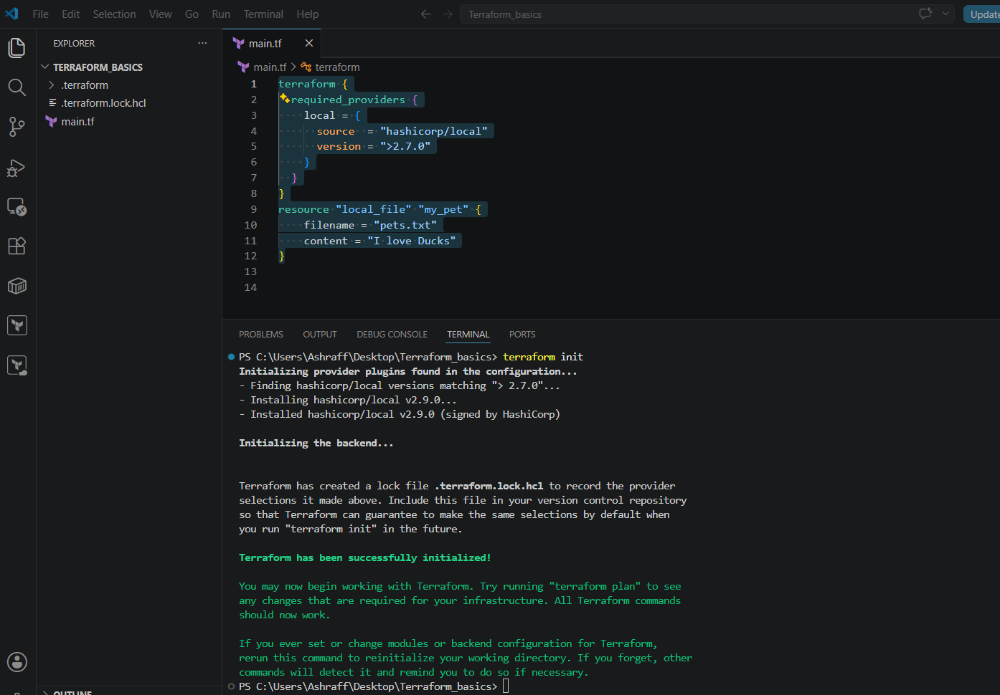 File Edit Selection View Go Run Terminal Help
Terraform_basics
Update
EXPLORER
TERRAFORM_BASICS
.terraform
.terraform.lock.hcl
main.tf
main.tf
main.tf > terraform
1 terraform {
2 required_providers {
3 local = {
4 source = "hashicorp/local"
5 version = ">2.7.0"
6 }
7 }
8 }
9 resource "local_file" "my_pet" {
10 filename = "pets.txt"
11 content = "I love Ducks"
12 }
13
14
PROBLEMS OUTPUT DEBUG CONSOLE TERMINAL PORTS
PS C:\Users\Ashraff\Desktop\Terraform_basics> terraform init
Initializing provider plugins found in the configuration...
- Finding hashicorp/local versions matching "> 2.7.0"...
- Installing hashicorp/local v2.9.0...
- Installed hashicorp/local v2.9.0 (signed by HashiCorp)
Initializing the backend...
Terraform has created a lock file .terraform.lock.hcl to record the provider
selections it made above. Include this file in your version control repository
so that Terraform can guarantee to make the same selections by default when
you run "terraform init" in the future.
Terraform has been successfully initialized!
You may now begin working with Terraform. Try running "terraform plan" to see
any changes that are required for your infrastructure. All Terraform commands
should now work.
If you ever set or change modules or backend configuration for Terraform,
rerun this command to reinitialize your working directory. If you forget, other
commands will detect it and remind you to do so if necessary.
PS C:\Users\Ashraff\Desktop\Terraform_basics>
OUTLINE